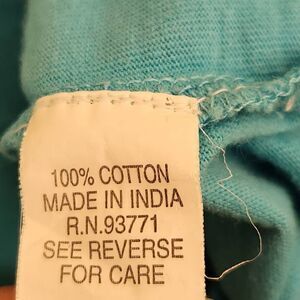 100% COTTON
MADE IN INDIA
R.N.93771
SEE REVERSE
FOR CARE